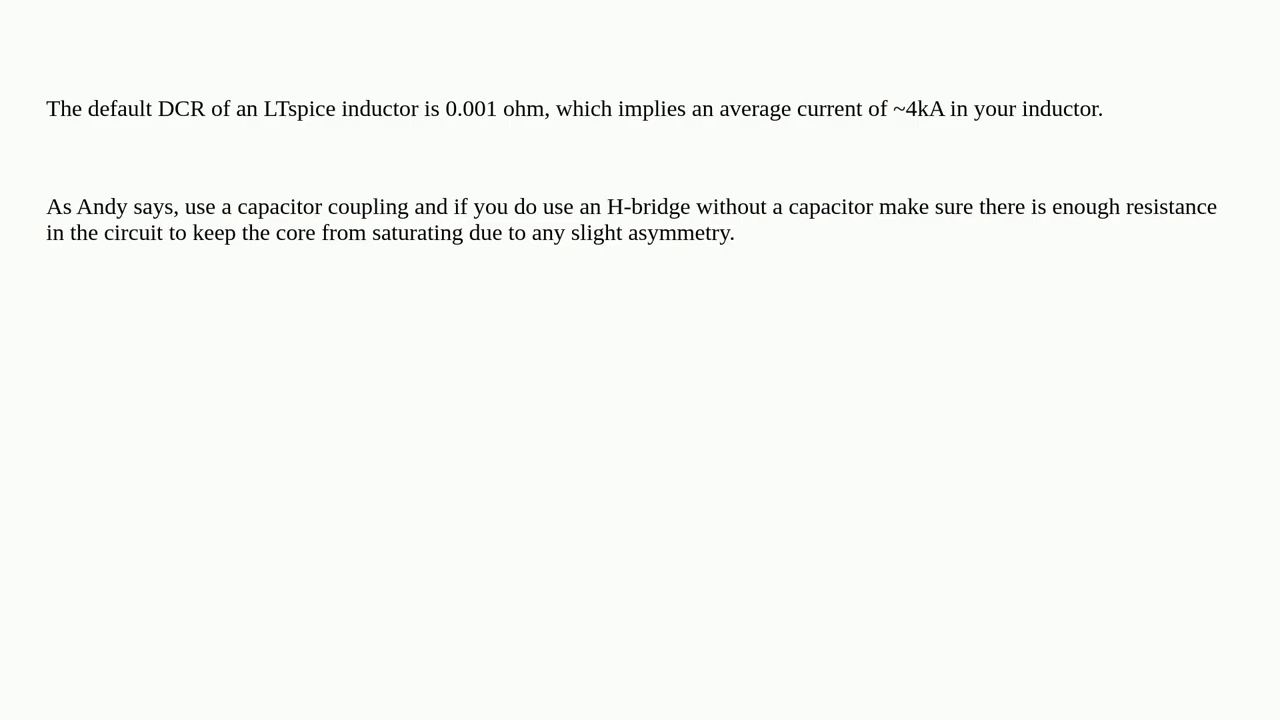 The default DCR of an LTspice inductor is 0.001 ohm, which implies an average current of ~4kA in your inductor.
As Andy says, use a capacitor coupling and if you do use an H-bridge without a capacitor make sure there is enough resistance
in the circuit to keep the core from saturating due to any slight asymmetry.